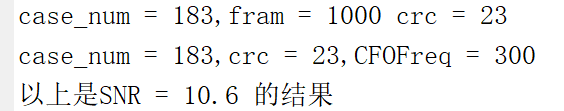 case_num = 183,fram = 1000 crc = 23
case_num = 183,crc = 23,CFOFreq = 300
以上是SNR = 10.6 的结果